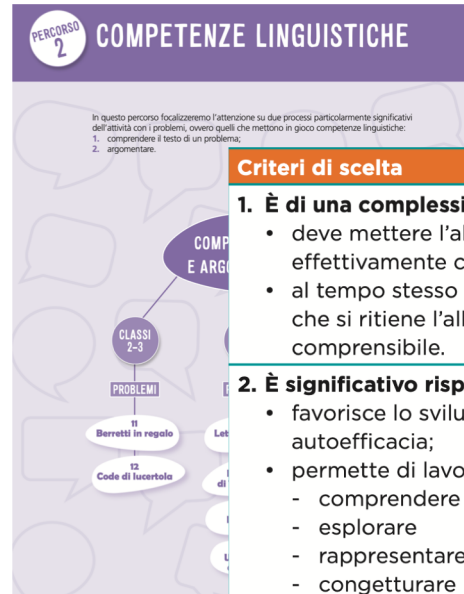 PERCORSO
2
COMPETENZE LINGUISTICHE
In questo percorso focalizzeremo l'attenzione su due processi particolarmente significativi
dell'attività con i problemi, ovvero quelli che mettono in gioco competenze linguistiche:
1. comprendere il testo di un problema;
2. argomentare.
COMP
E ARG
CLASSI
2–3
PROBLEMI
11
Berretti in regalo
12
Code di lucertola
Let
di
Criteri di scelta
1. È di una complessi
• deve mettere l'al
effettivamente c
• al tempo stesso
che si ritiene l'all
comprensibile.
2. È significativo risp
• favorisce lo svilu
autoefficacia;
• permette di lavo
- comprendere
- esplorare
- rappresentare
- congetturare